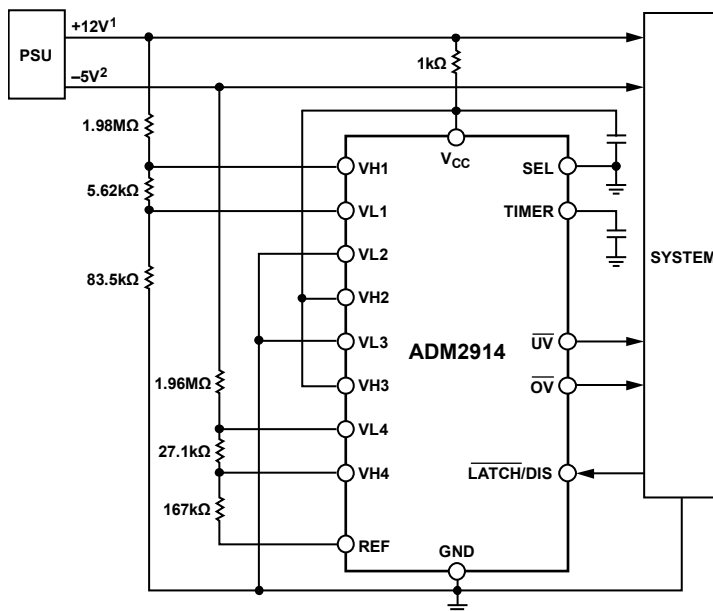 PSU
+12V¹
–5V²
1kΩ
1.98MΩ
5.62kΩ
83.5kΩ
1.96MΩ
27.1kΩ
167kΩ
VCC
VH1
VL1
VL2
VH2
VL3
VH3
VL4
VH4
REF
GND
ADM2914
SEL
TIMER
UV
OV
LATCH/DIS
SYSTEM